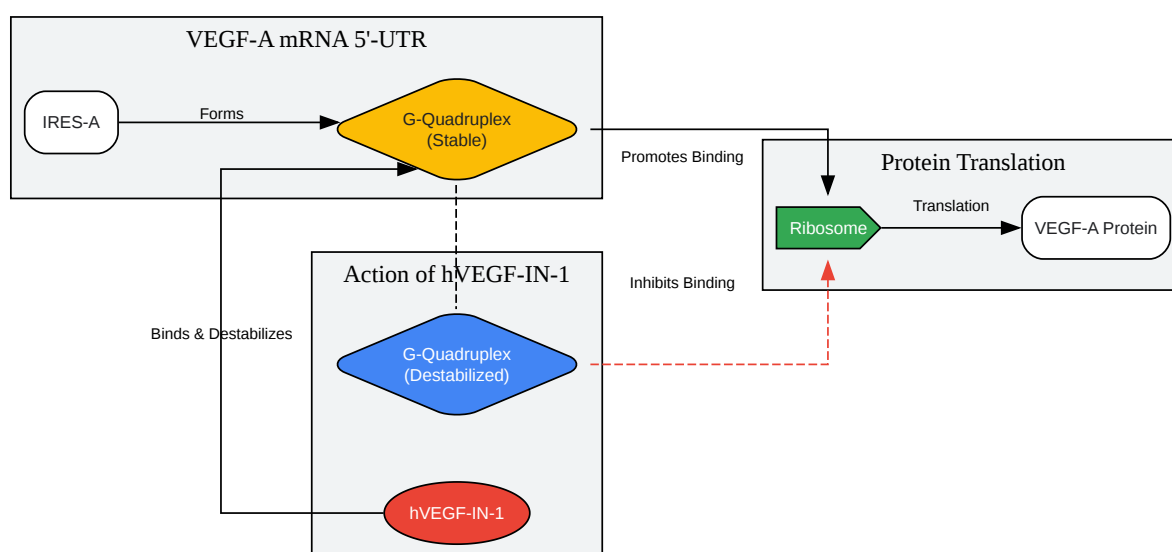 VEGF-A mRNA 5'-UTR
IRES-A
Forms
G-Quadruplex
(Stable)
Promotes Binding
Protein Translation
Ribosome
Translation
VEGF-A Protein
Action of hVEGF-IN-1
Inhibits Binding
Binds & Destabilizes
G-Quadruplex
(Destabilized)
hVEGF-IN-1